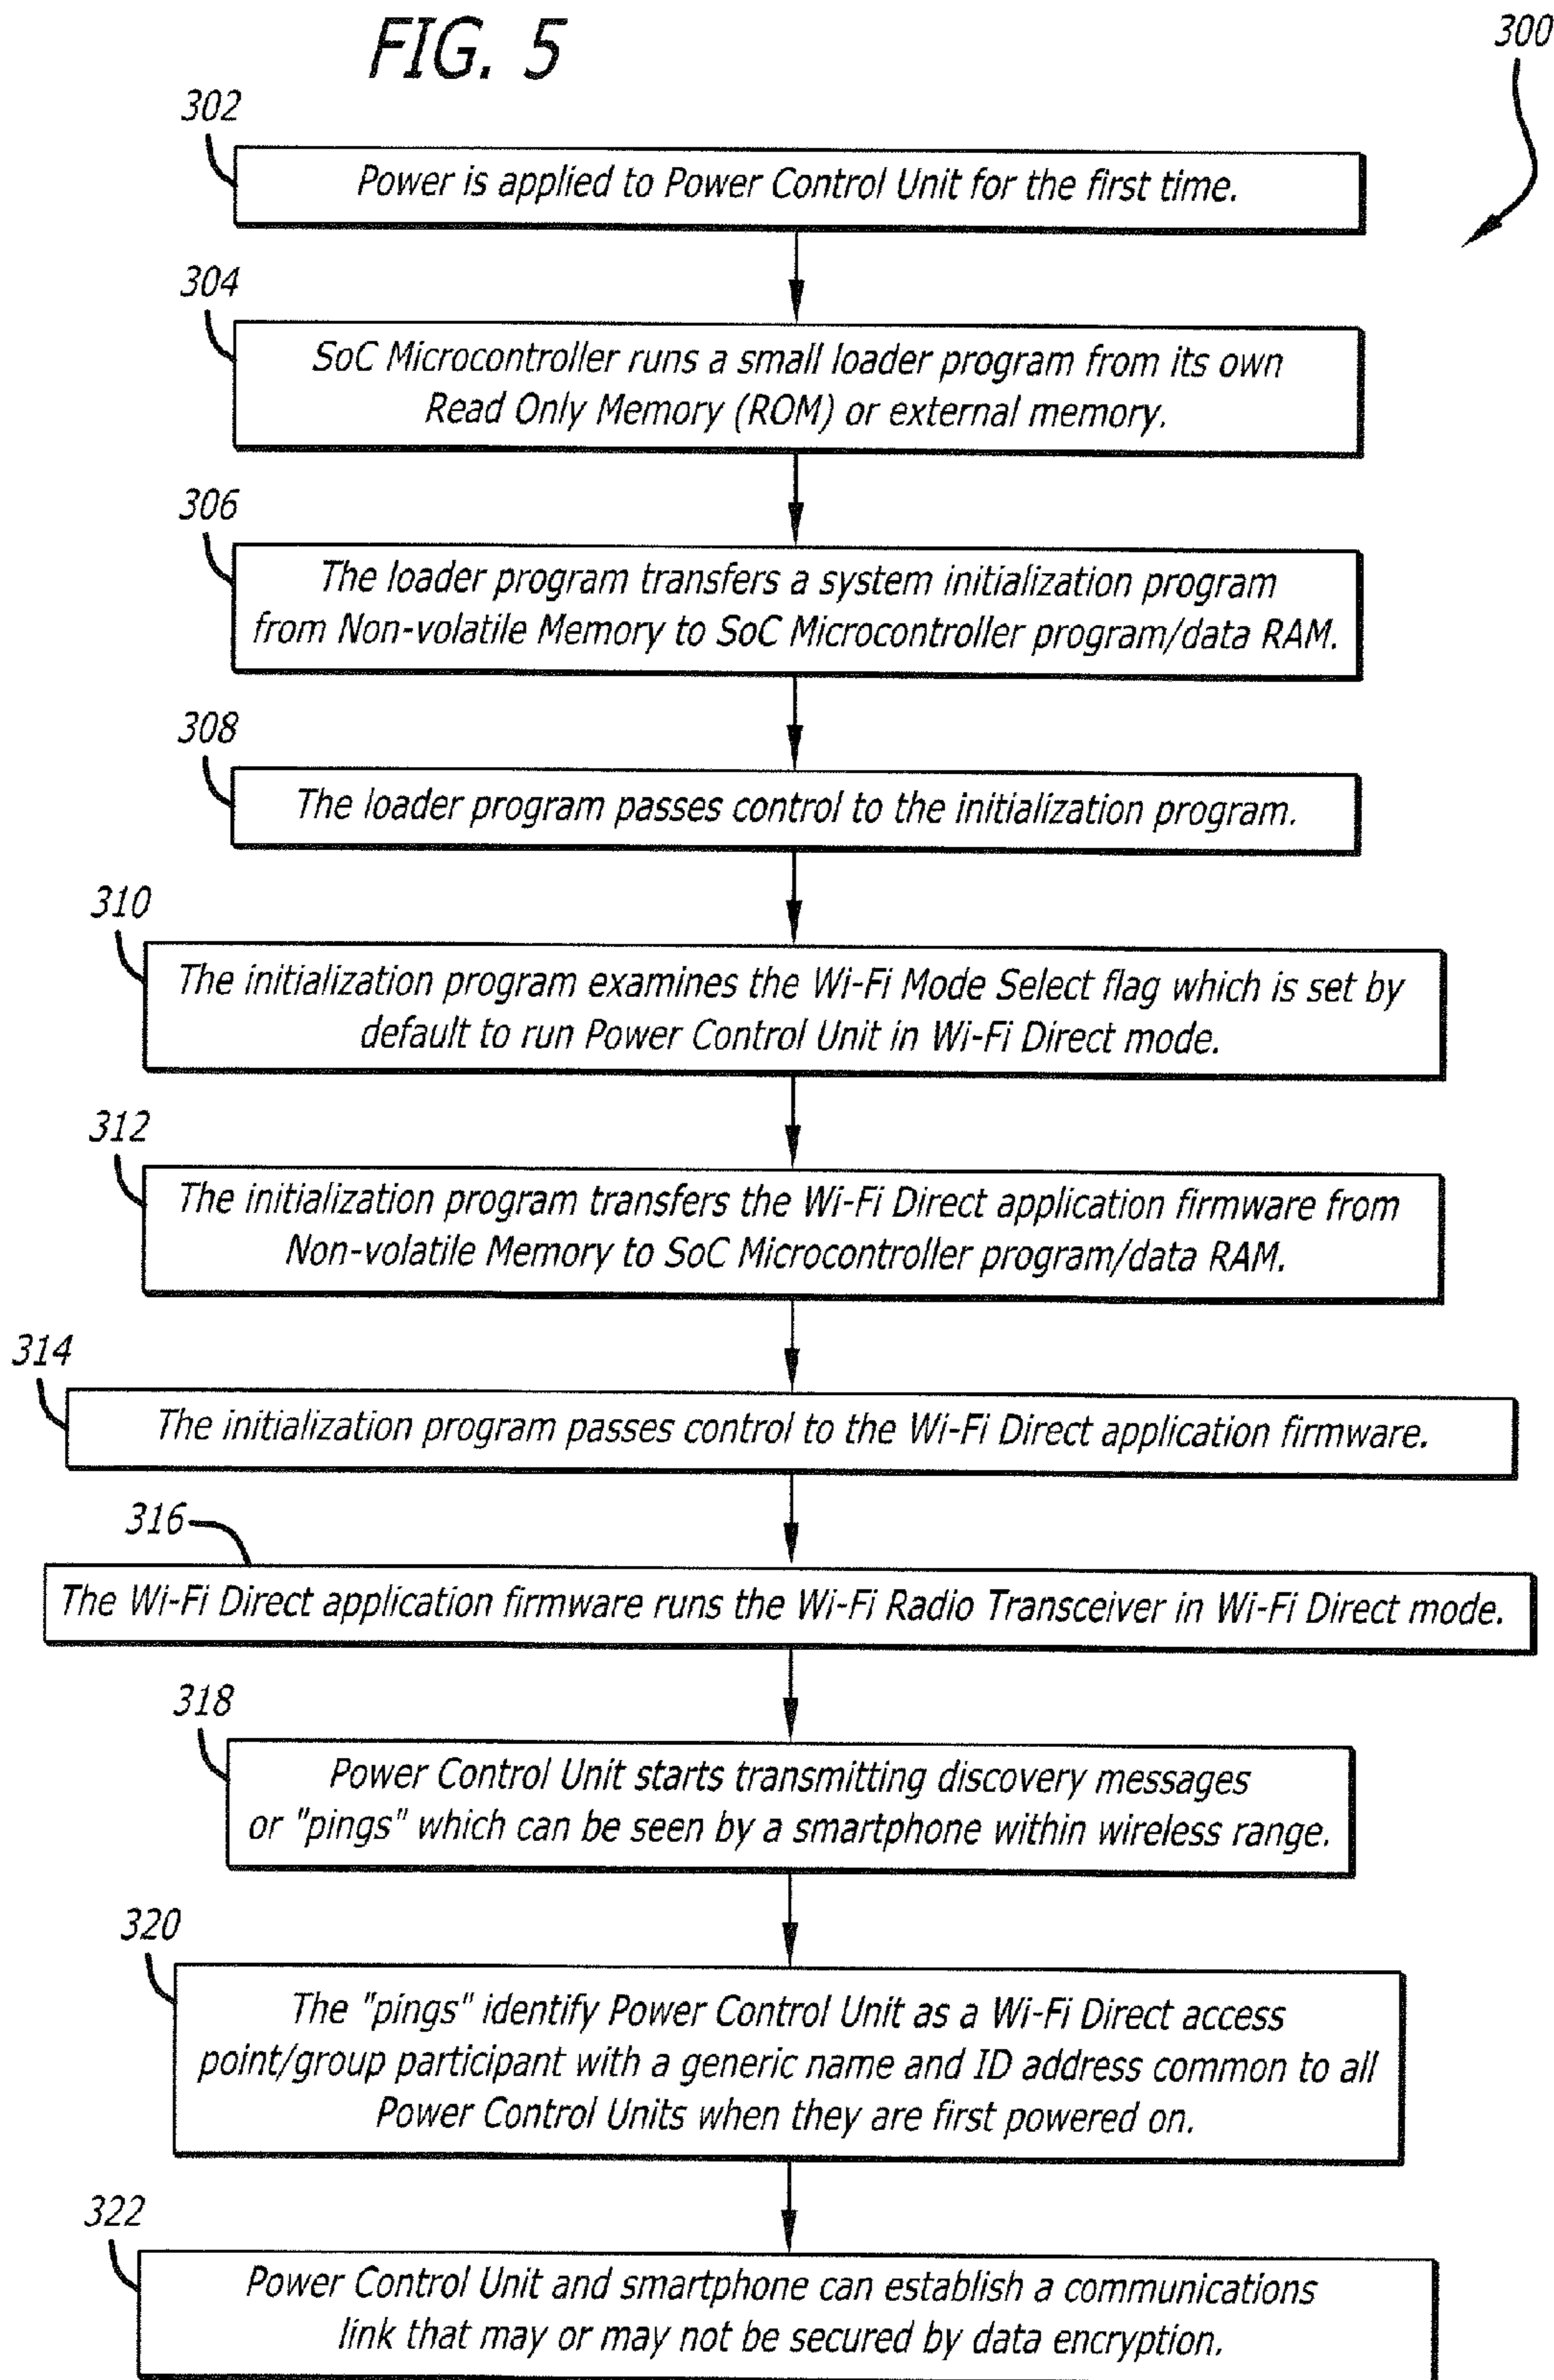 FIG. 5
300
302
Power is applied to Power Control Unit for the first time.
304
SoC Microcontroller runs a small loader program from its own
Read Only Memory (ROM) or external memory.
306
The loader program transfers a system initialization program
from Non-volatile Memory to SoC Microcontroller program/data RAM.
308
The loader program passes control to the initialization program.
310
The initialization program examines the Wi-Fi Mode Select flag which is set by
default to run Power Control Unit in Wi-Fi Direct mode.
312
The initialization program transfers the Wi-Fi Direct application firmware from
Non-volatile Memory to SoC Microcontroller program/data RAM.
314
The initialization program passes control to the Wi-Fi Direct application firmware.
316
The Wi-Fi Direct application firmware runs the Wi-Fi Radio Transceiver in Wi-Fi Direct mode.
318
Power Control Unit starts transmitting discovery messages
or "pings" which can be seen by a smartphone within wireless range.
320
The "pings" identify Power Control Unit as a Wi-Fi Direct access
point/group participant with a generic name and ID address common to all
Power Control Units when they are first powered on.
322
Power Control Unit and smartphone can establish a communications
link that may or may not be secured by data encryption.